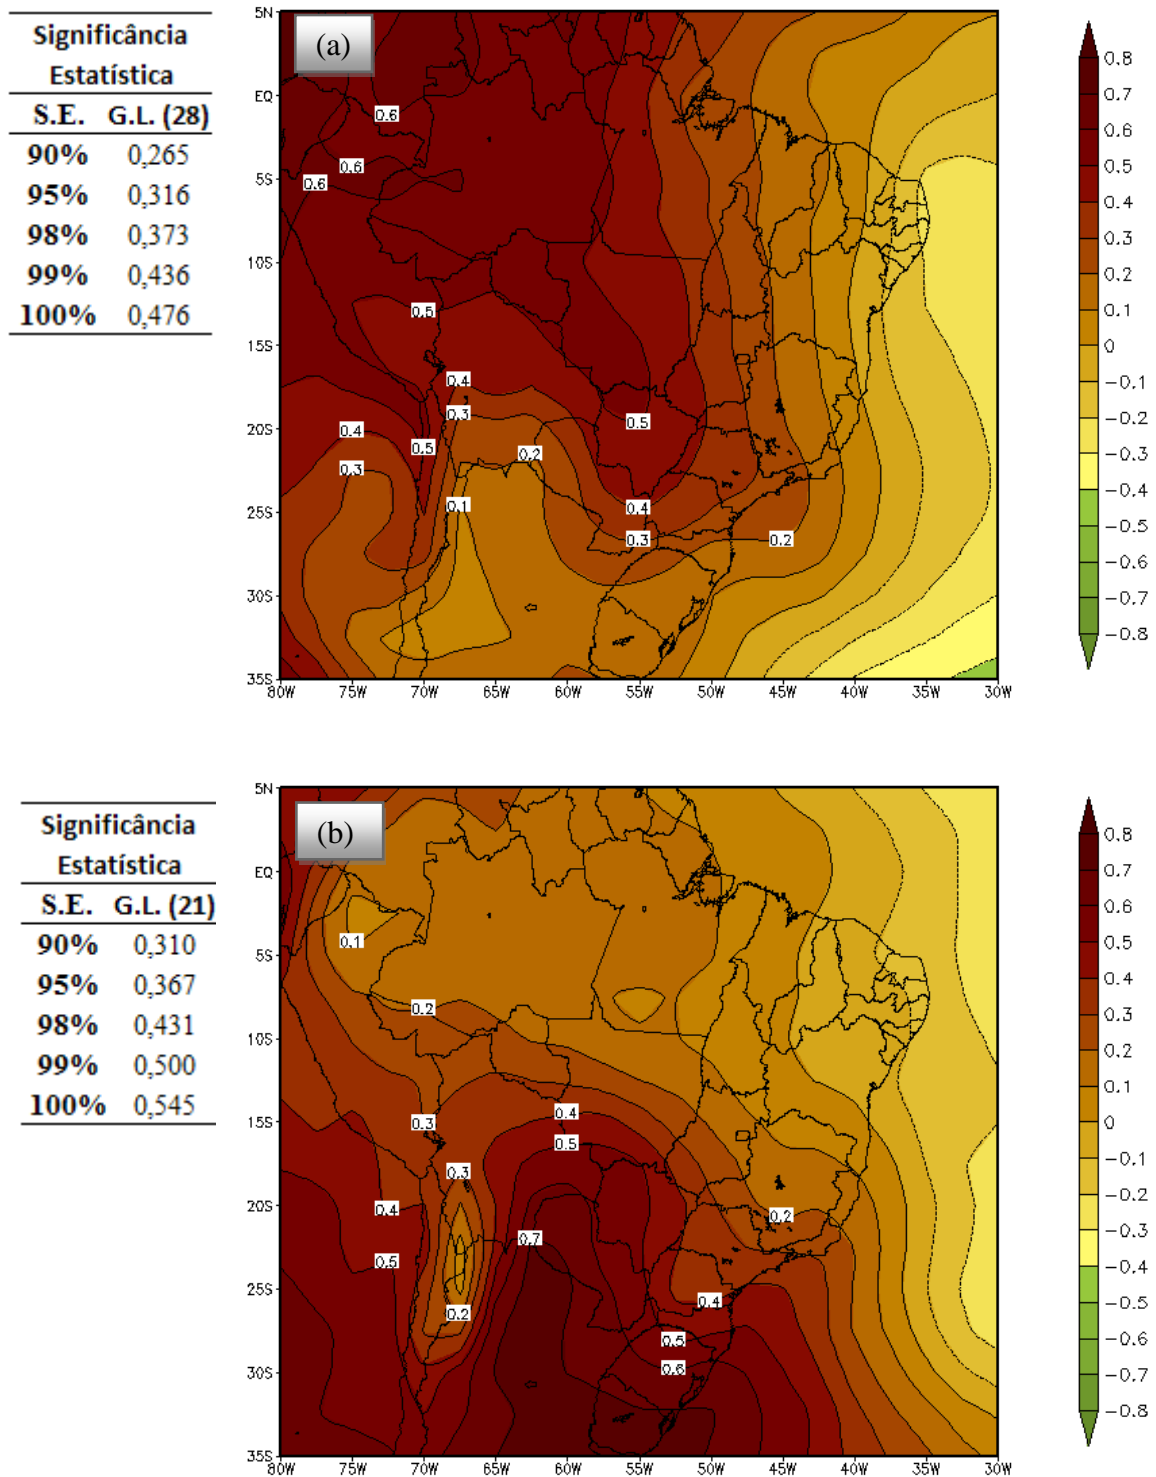 Significância
Estatística
S.E. G.L. (28)
90% 0,265
95% 0,316
98% 0,373
99% 0,436
100% 0,476
(a)
5N
EQ
5S
10S
15S
20S
25S
30S
35S
80W 75W 70W 65W 60W 55W 50W 45W 40W 35W 30W
0.6
0.6
0.6
0.5
0.4
0.3
0.4
0.5
0.5
0.2
0.3
0.1
0.4
0.3
0.2
0.8
0.7
0.6
0.5
0.4
0.3
0.2
0.1
0
-0.1
-0.2
-0.3
-0.4
-0.5
-0.6
-0.7
-0.8
Significância
Estatística
S.E. G.L. (21)
90% 0,310
95% 0,367
98% 0,431
99% 0,500
100% 0,545
(b)
5N
EQ
5S
10S
15S
20S
25S
30S
35S
80W 75W 70W 65W 60W 55W 50W 45W 40W 35W 30W
0.1
0.2
0.4
0.3
0.5
0.3
0.4
0.2
0.7
0.5
0.4
0.2
0.5
0.6
0.8
0.7
0.6
0.5
0.4
0.3
0.2
0.1
0
-0.1
-0.2
-0.3
-0.4
-0.5
-0.6
-0.7
-0.8